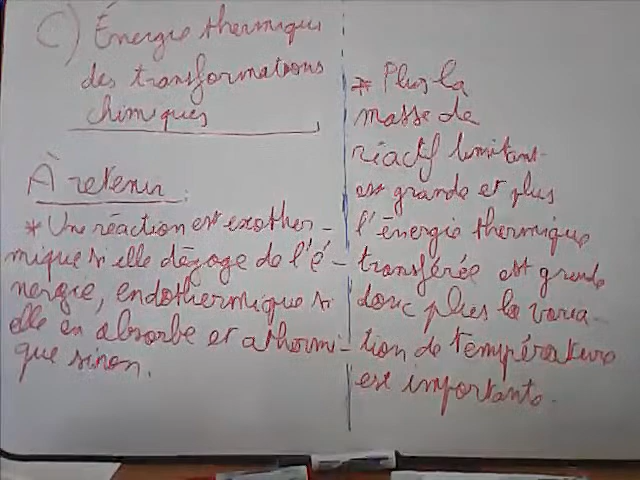 C) Énergie thermique
des transformations
chimiques
À retenir :
* Une réaction est exother-
mique si elle dégage de l'é-
nergie, endothermique si
elle en absorbe et athermi-
que sinon.
* Plus la
masse de
réactif limitant
est grande et plus
l'énergie thermique
transférée est grande
donc plus la varia-
tion de température
est importante.